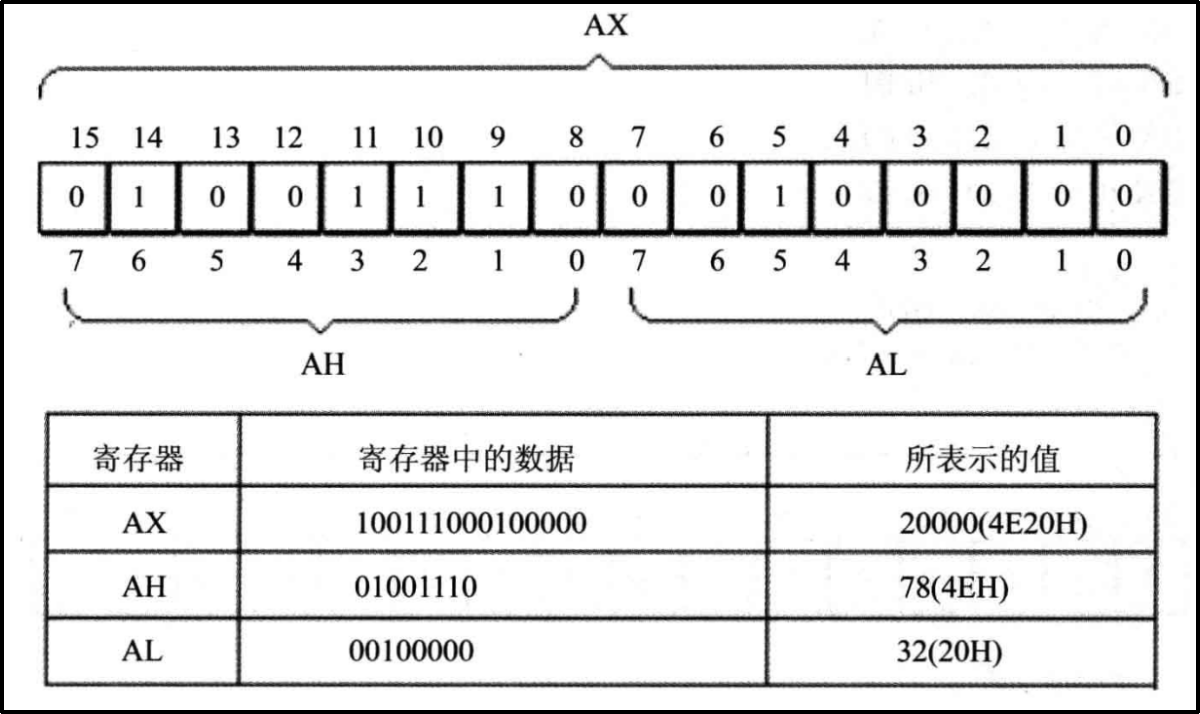 AX
15 14 13 12 11 10 9 8 7 6 5 4 3 2 1 0
0 1 0 0 1 1 1 0 0 0 1 0 0 0 0 0
7 6 5 4 3 2 1 0 7 6 5 4 3 2 1 0
AH AL
寄存器 寄存器中的数据 所表示的值
AX 100111000100000 20000(4E20H)
AH 01001110 78(4EH)
AL 00100000 32(20H)